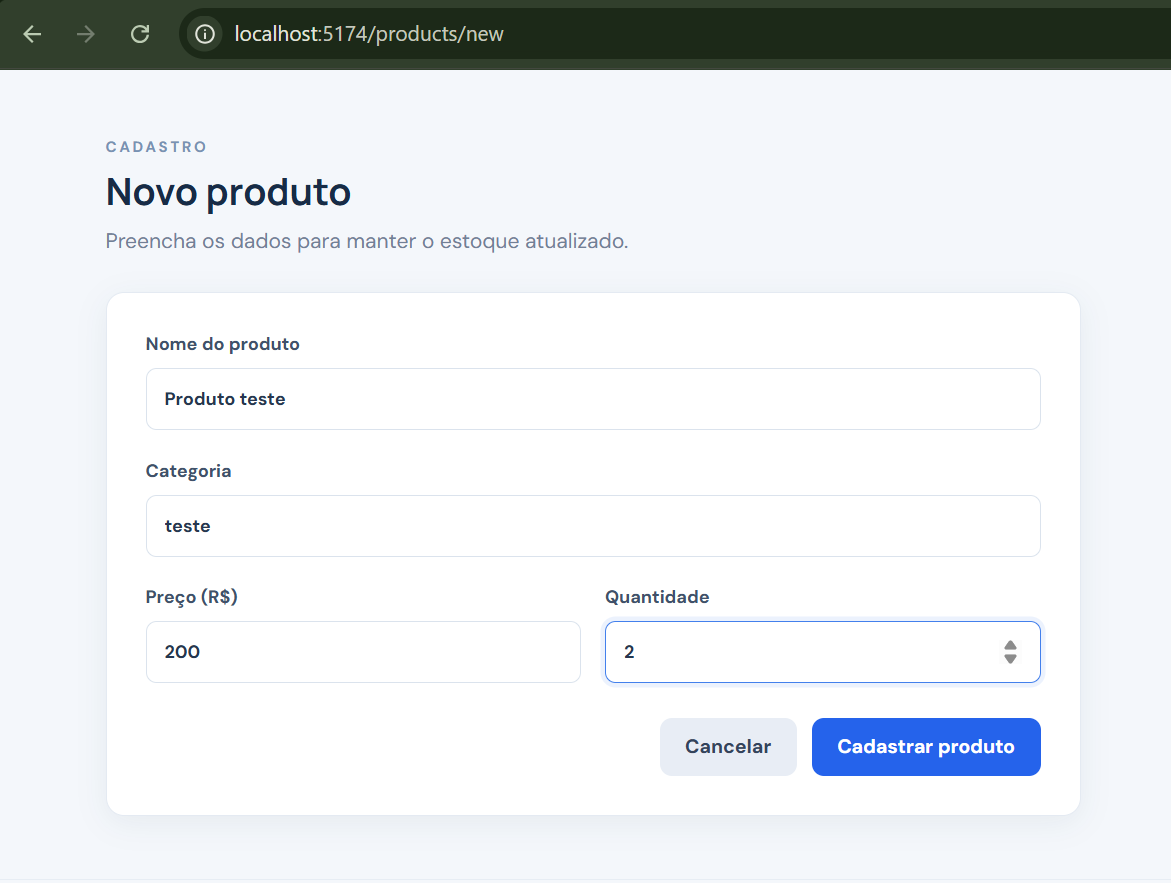 localhost:5174/products/new
CADASTRO
Novo produto
Preencha os dados para manter o estoque atualizado.
Nome do produto
Produto teste
Categoria
teste
Preço (R$)
Quantidade
200
2
Cancelar
Cadastrar produto